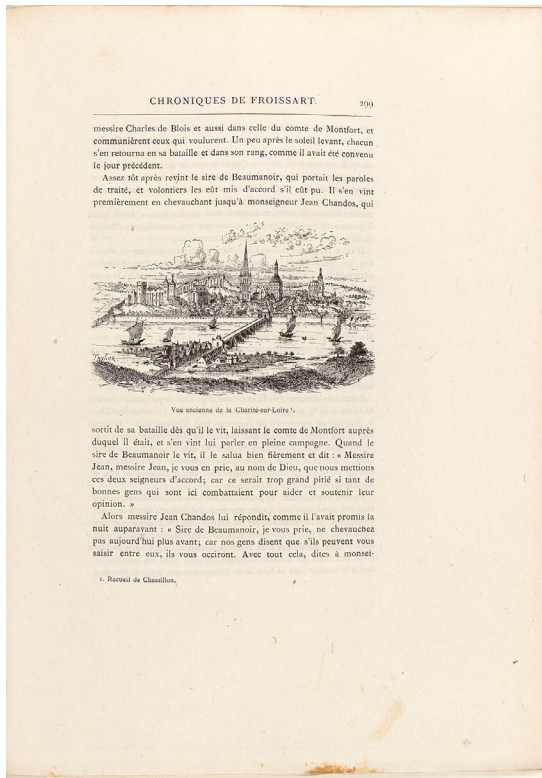 CHRONIQUES DE FROISSART. 299
messire Charles de Blois et aussi dans celle du comte de Montfort, et
communièrent ceux qui voulurent. Un peu après le soleil levant, chacun
s'en retourna en sa bataille et dans son rang, comme il avait été convenu
le jour précédent.
Assez tôt après revint le sire de Beaumanoir, qui portait les paroles
de traité, et volontiers les eût mis d'accord s'il eût pu. Il s'en vint
premièrement en chevauchant jusqu'à monseigneur Jean Chandos, qui
Vue ancienne de la Charité-sur-Loire ¹.
sortit de sa bataille dès qu'il le vit, laissant le comte de Montfort auprès
duquel il était, et s'en vint lui parler en pleine campagne. Quand le
sire de Beaumanoir le vit, il le salua bien fièrement et dit : « Messire
Jean, messire Jean, je vous en prie, au nom de Dieu, que nous mettions
ces deux seigneurs d'accord; car ce serait trop grand pitié si tant de
bonnes gens qui sont ici combattaient pour aider et soutenir leur
opinion. »
Alors messire Jean Chandos lui répondit, comme il l'avait promis la
nuit auparavant : « Sire de Beaumanoir, je vous prie, ne chevauchez
pas aujourd'hui plus avant; car nos gens disent que s'ils peuvent vous
saisir entre eux, ils vous occiront. Avec tout cela, dites à monsei-
1. Recueil de Chastillon.